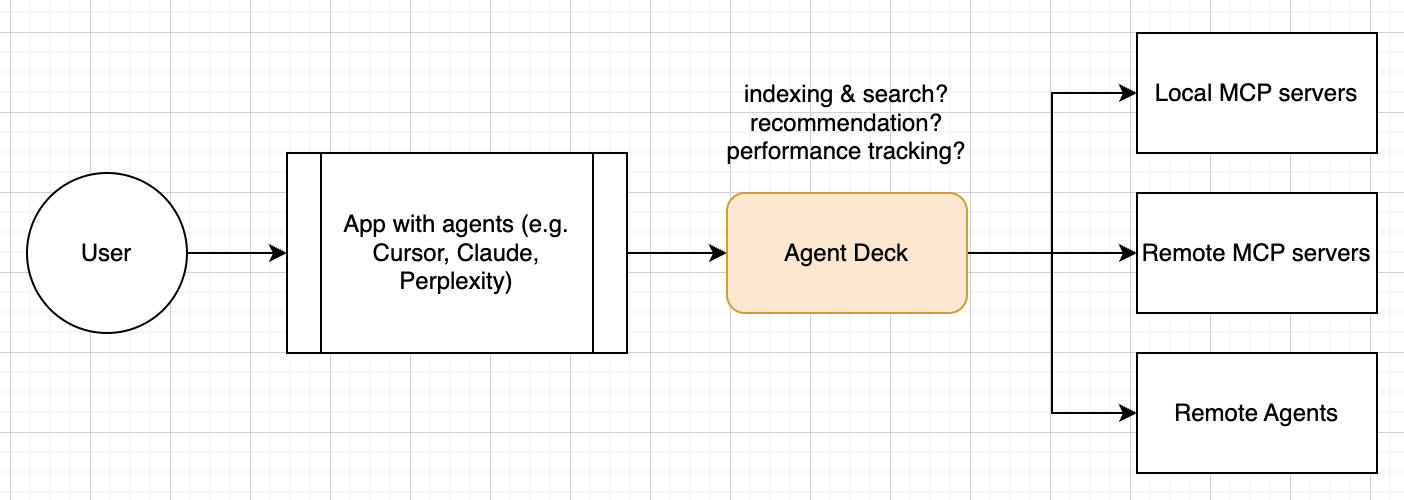 User
App with agents (e.g.
Cursor, Claude,
Perplexity)
indexing & search?
recommendation?
performance tracking?
Agent Deck
Local MCP servers
Remote MCP servers
Remote Agents